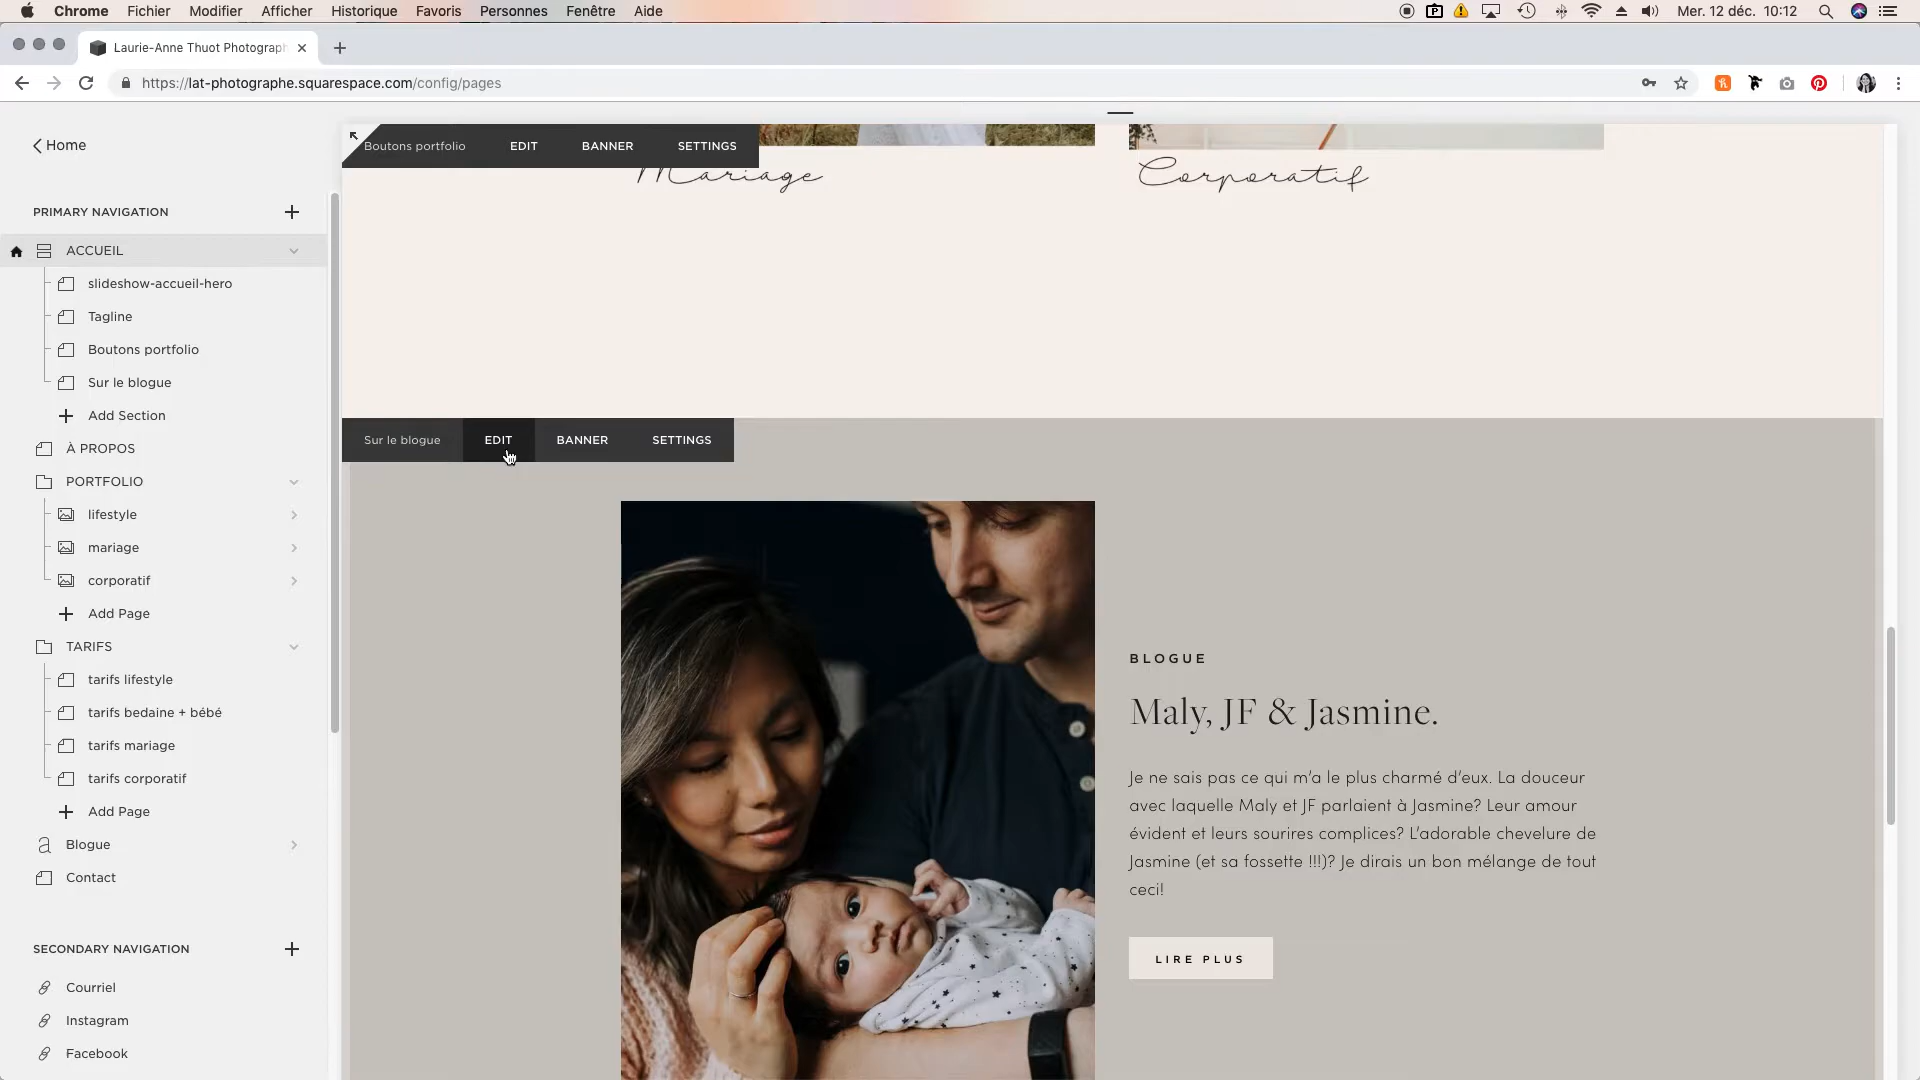 Chrome Fichier Modifier Afficher Historique Favoris Personnes Fenêtre Aide Mer. 12 déc. 10:12
Laurie-Anne Thuot Photograph
https://lat-photographe.squarespace.com/config/pages
Home
PRIMARY NAVIGATION
ACCUEIL
slideshow-accueil-hero
Tagline
Boutons portfolio
Sur le blogue
Add Section
À PROPOS
PORTFOLIO
lifestyle
mariage
corporatif
Add Page
TARIFS
tarifs lifestyle
tarifs bedaine + bébé
tarifs mariage
tarifs corporatif
Add Page
Blogue
Contact
SECONDARY NAVIGATION
Courriel
Instagram
Facebook
Boutons portfolio EDIT BANNER SETTINGS
Mariage Corporatif
Sur le blogue EDIT BANNER SETTINGS
BLOGUE
Maly, JF & Jasmine.
Je ne sais pas ce qui m'a le plus charmé d'eux. La douceur
avec laquelle Maly et JF parlaient à Jasmine? Leur amour
évident et leurs sourires complices? L'adorable chevelure de
Jasmine (et sa fossette !!!)? Je dirais un bon mélange de tout
ceci!
LIRE PLUS